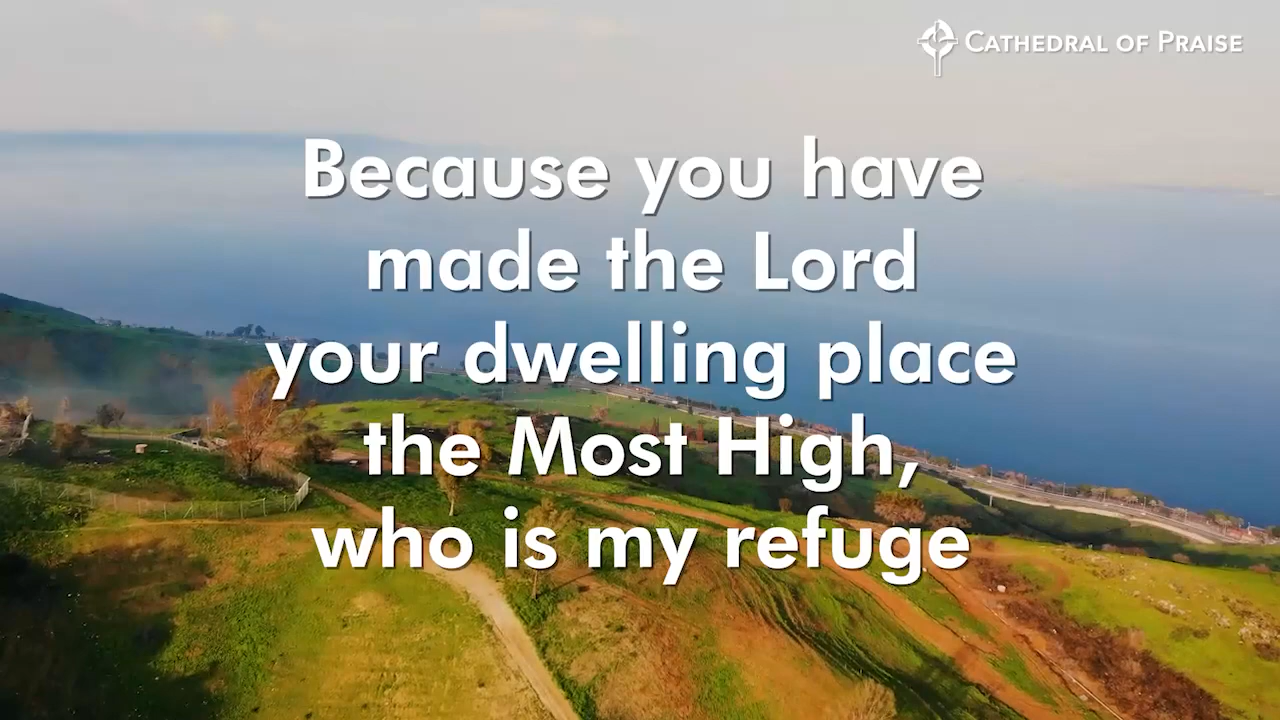 Cathedral of Praise
Because you have
made the Lord
your dwelling place
the Most High,
who is my refuge